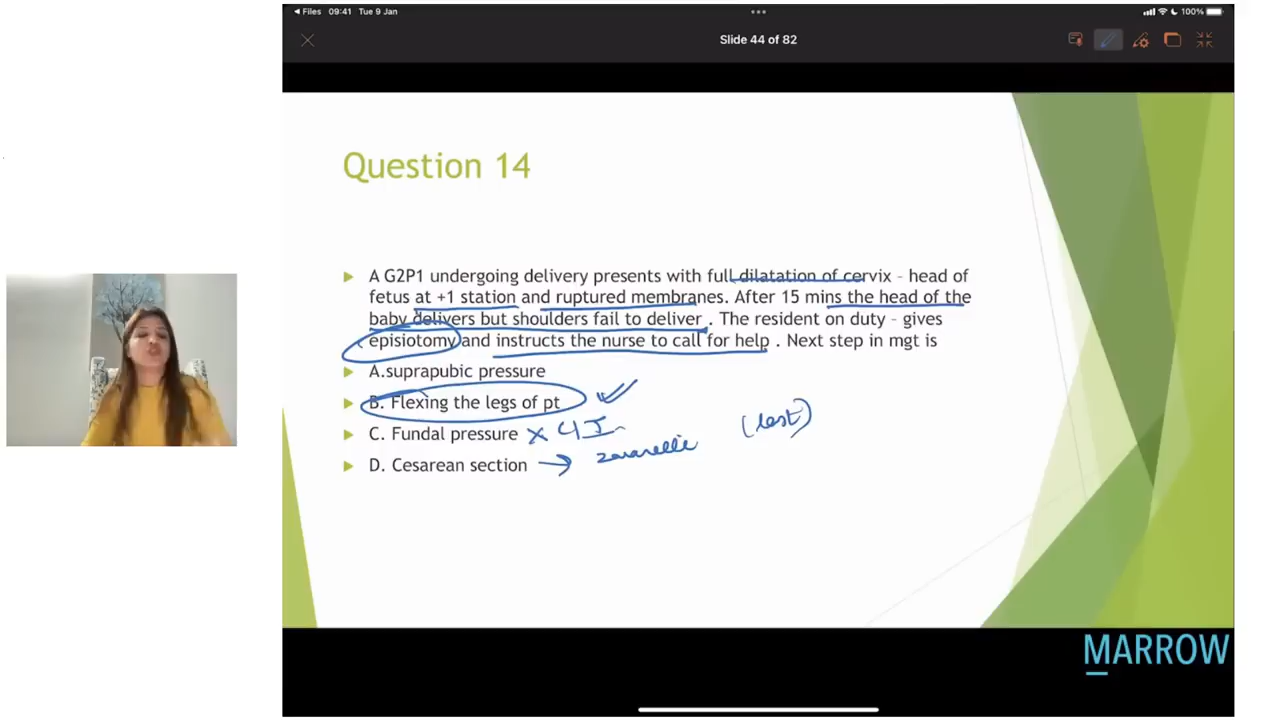 ◀ Files 09:41 Tue 9 Jan
100%
Slide 44 of 82
Question 14
A G2P1 undergoing delivery presents with full dilatation of cervix - head of
fetus at +1 station and ruptured membranes. After 15 mins the head of the
baby delivers but shoulders fail to deliver . The resident on duty - gives
episiotomy and instructs the nurse to call for help . Next step in mgt is
A.suprapubic pressure
B. Flexing the legs of pt
C. Fundal pressure × CI
D. Cesarean section → zavanelli (last)
MARROW